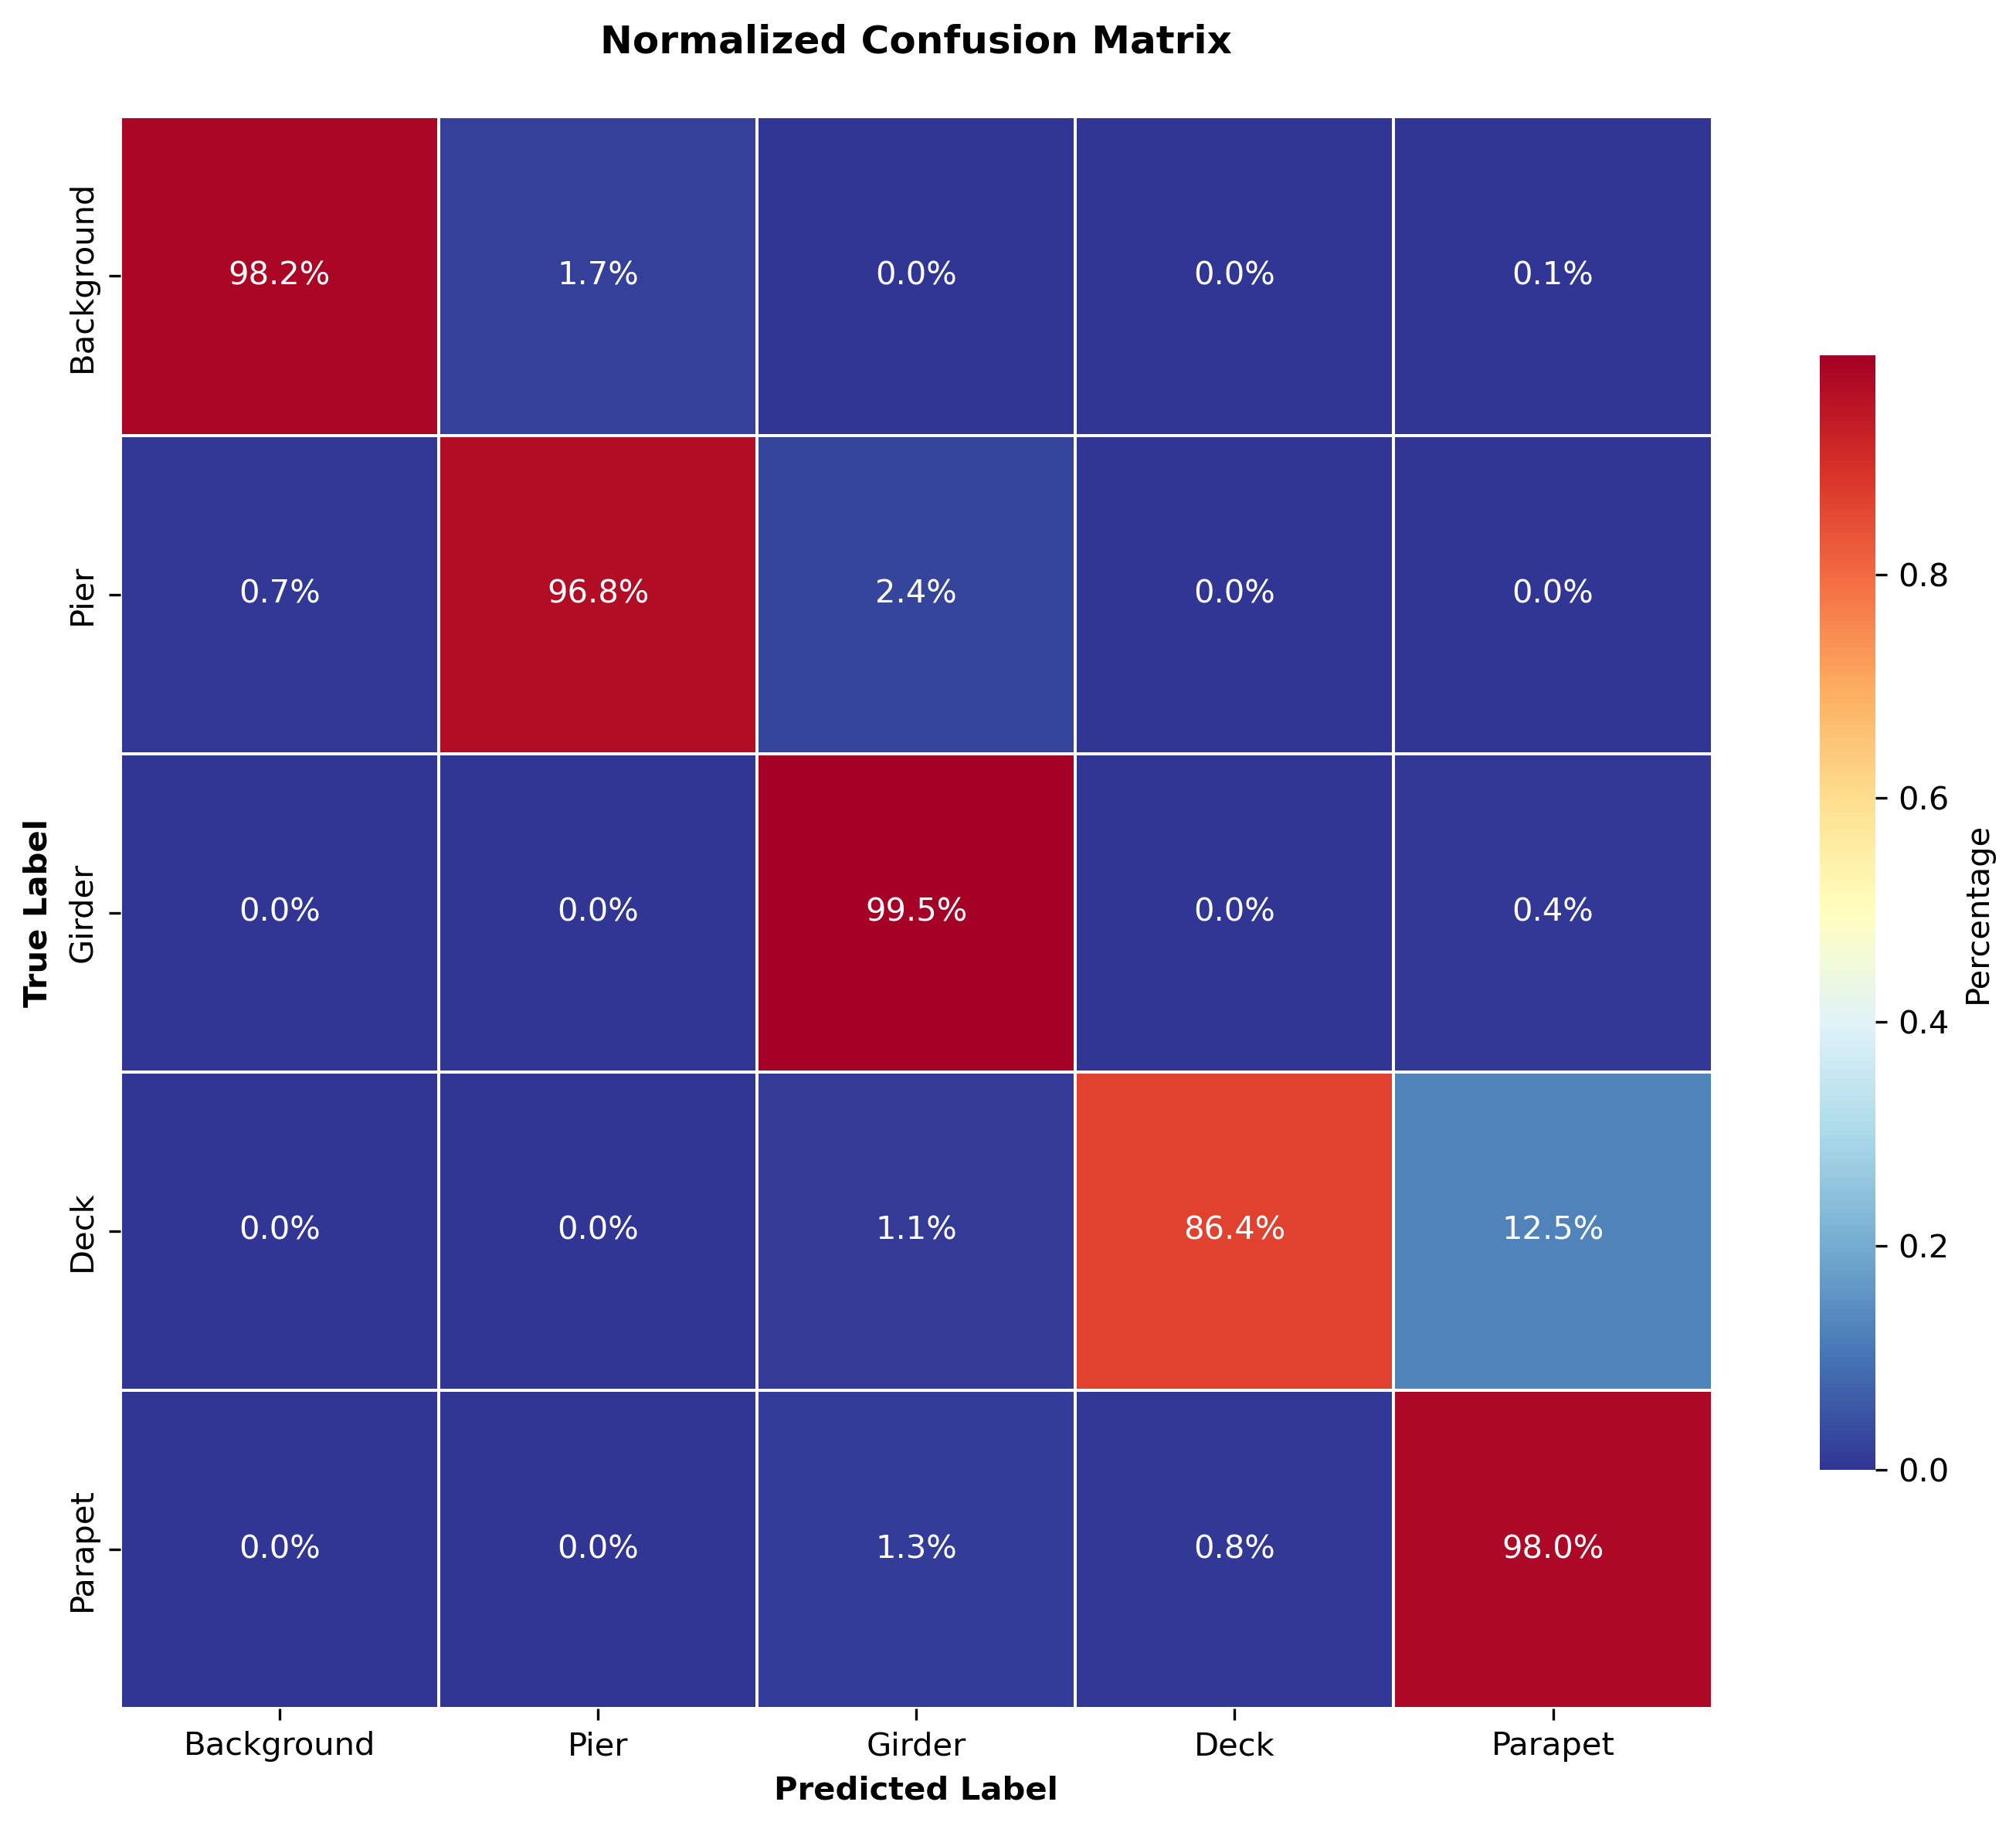 Normalized Confusion Matrix
True Label
Background
98.2% 1.7% 0.0% 0.0% 0.1%
Pier
0.7% 96.8% 2.4% 0.0% 0.0%
Girder
0.0% 0.0% 99.5% 0.0% 0.4%
Deck
0.0% 0.0% 1.1% 86.4% 12.5%
Parapet
0.0% 0.0% 1.3% 0.8% 98.0%
Background Pier Girder Deck Parapet
Predicted Label
0.8
0.6
0.4
0.2
0.0
Percentage